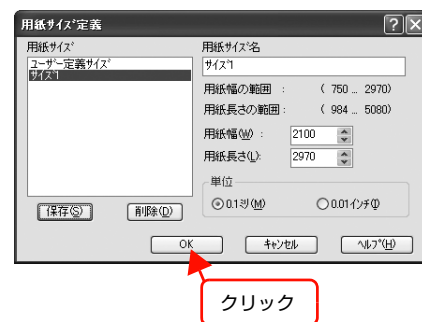 用紙サイズ定義
用紙サイズ
ユーザー定義サイズ
サイズ1
保存(S)
削除(D)
用紙サイズ名
サイズ1
用紙幅の範囲 : ( 750 ... 2970)
用紙長さの範囲 : ( 984 ... 5080)
用紙幅(W) : 2100
用紙長さ(L): 2970
単位
0.1ミリ(M)
0.01インチ(I)
OK
キャンセル
ヘルプ(H)
クリック